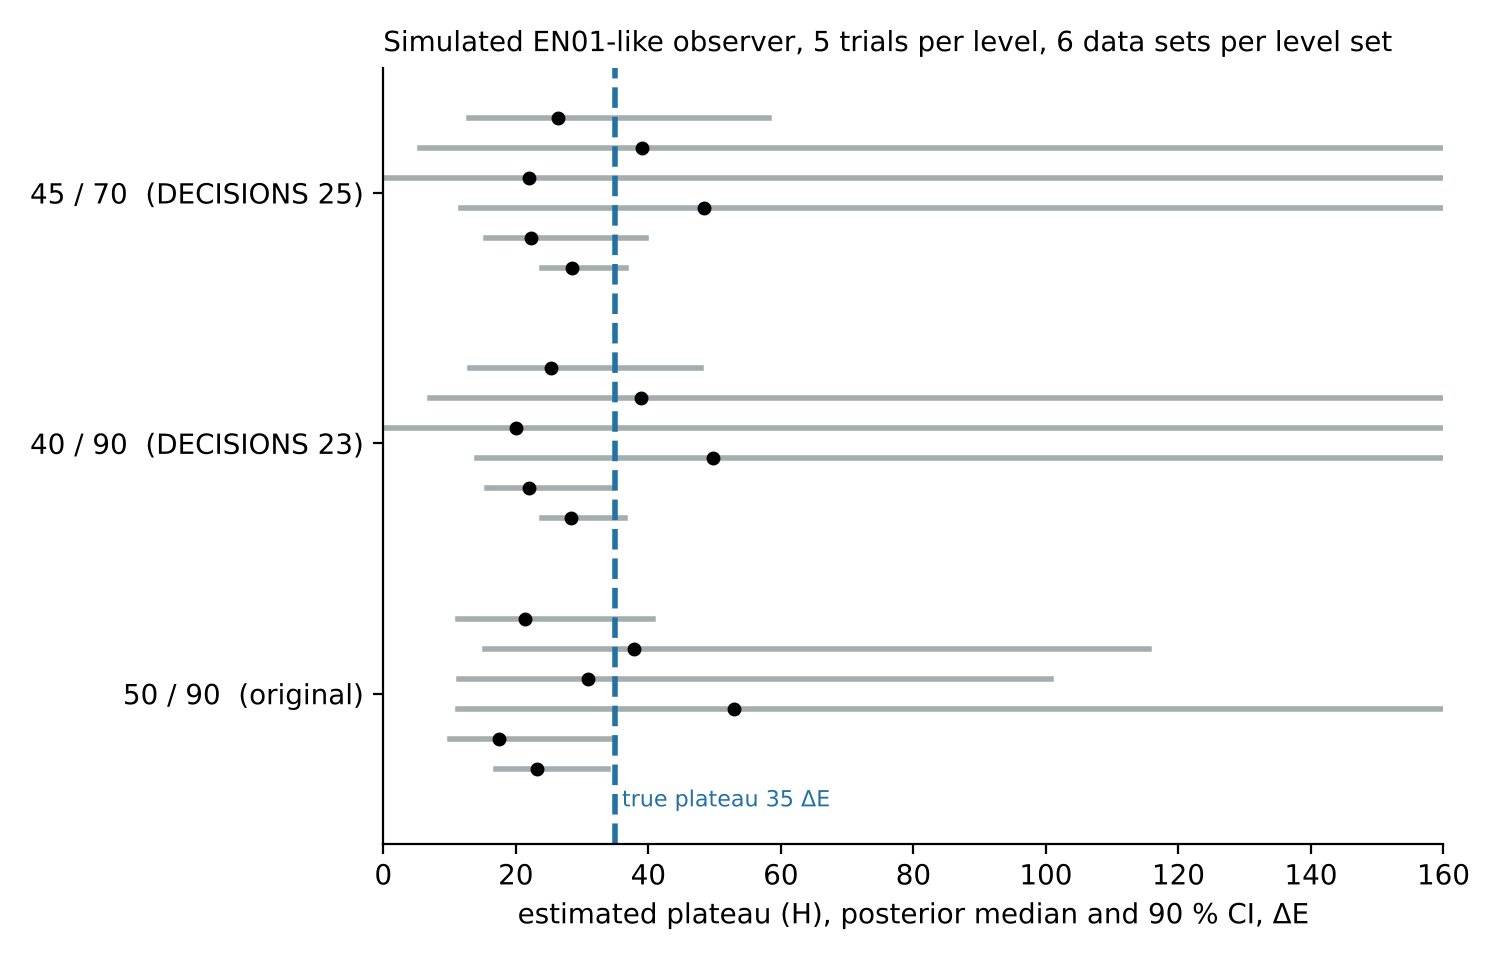 Simulated EN01-like observer, 5 trials per level, 6 data sets per level set
45 / 70  (DECISIONS 25)
40 / 90  (DECISIONS 23)
50 / 90  (original)
true plateau 35 ΔE
0 20 40 60 80 100 120 140 160
estimated plateau (H), posterior median and 90 % CI, ΔE